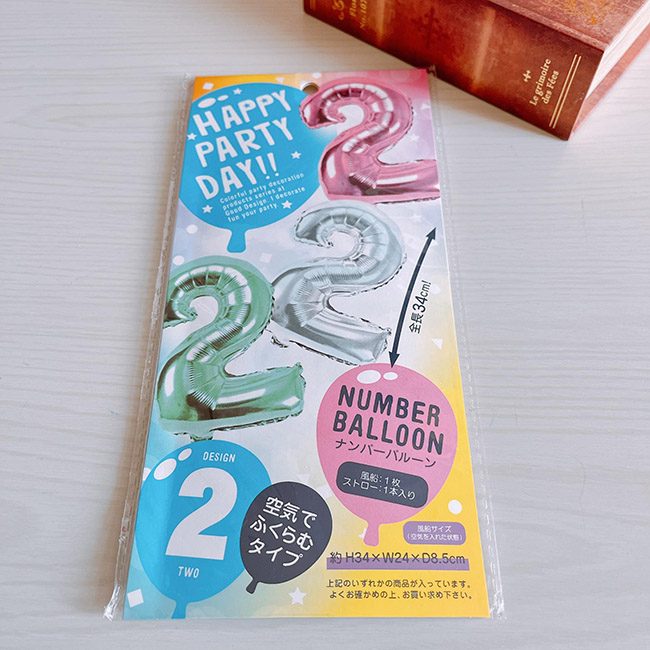 Le grimoire
des Fées
HAPPY
PARTY
DAY!!
Colorful party decoration
products series at
Good Design. I decorate
fun your party.
全長34cm!
NUMBER
BALLOON
ナンバーバルーン
風船:1枚
ストロー:1本入り
DESIGN
2
TWO
空気で
ふくらむ
タイプ
風船サイズ
(空気を入れた状態)
約 H34×W24×D8.5cm
上記のいずれかの商品が入っています。
よくお確かめの上、お買い求め下さい。